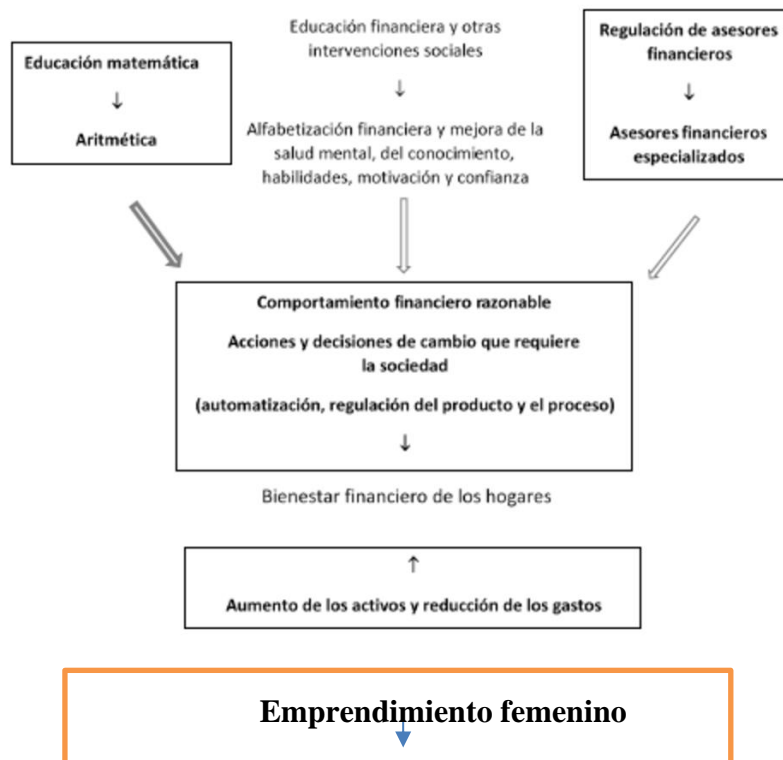 Educación matemática
↓
Aritmética
Educación financiera y otras
intervenciones sociales
↓
Alfabetización financiera y mejora de la
salud mental, del conocimiento,
habilidades, motivación y confianza
Regulación de asesores
financieros
↓
Asesores financieros
especializados
Comportamiento financiero razonable
Acciones y decisiones de cambio que requiere
la sociedad
(automatización, regulación del producto y el proceso)
↓
Bienestar financiero de los hogares
↑
Aumento de los activos y reducción de los gastos
Emprendimiento femenino